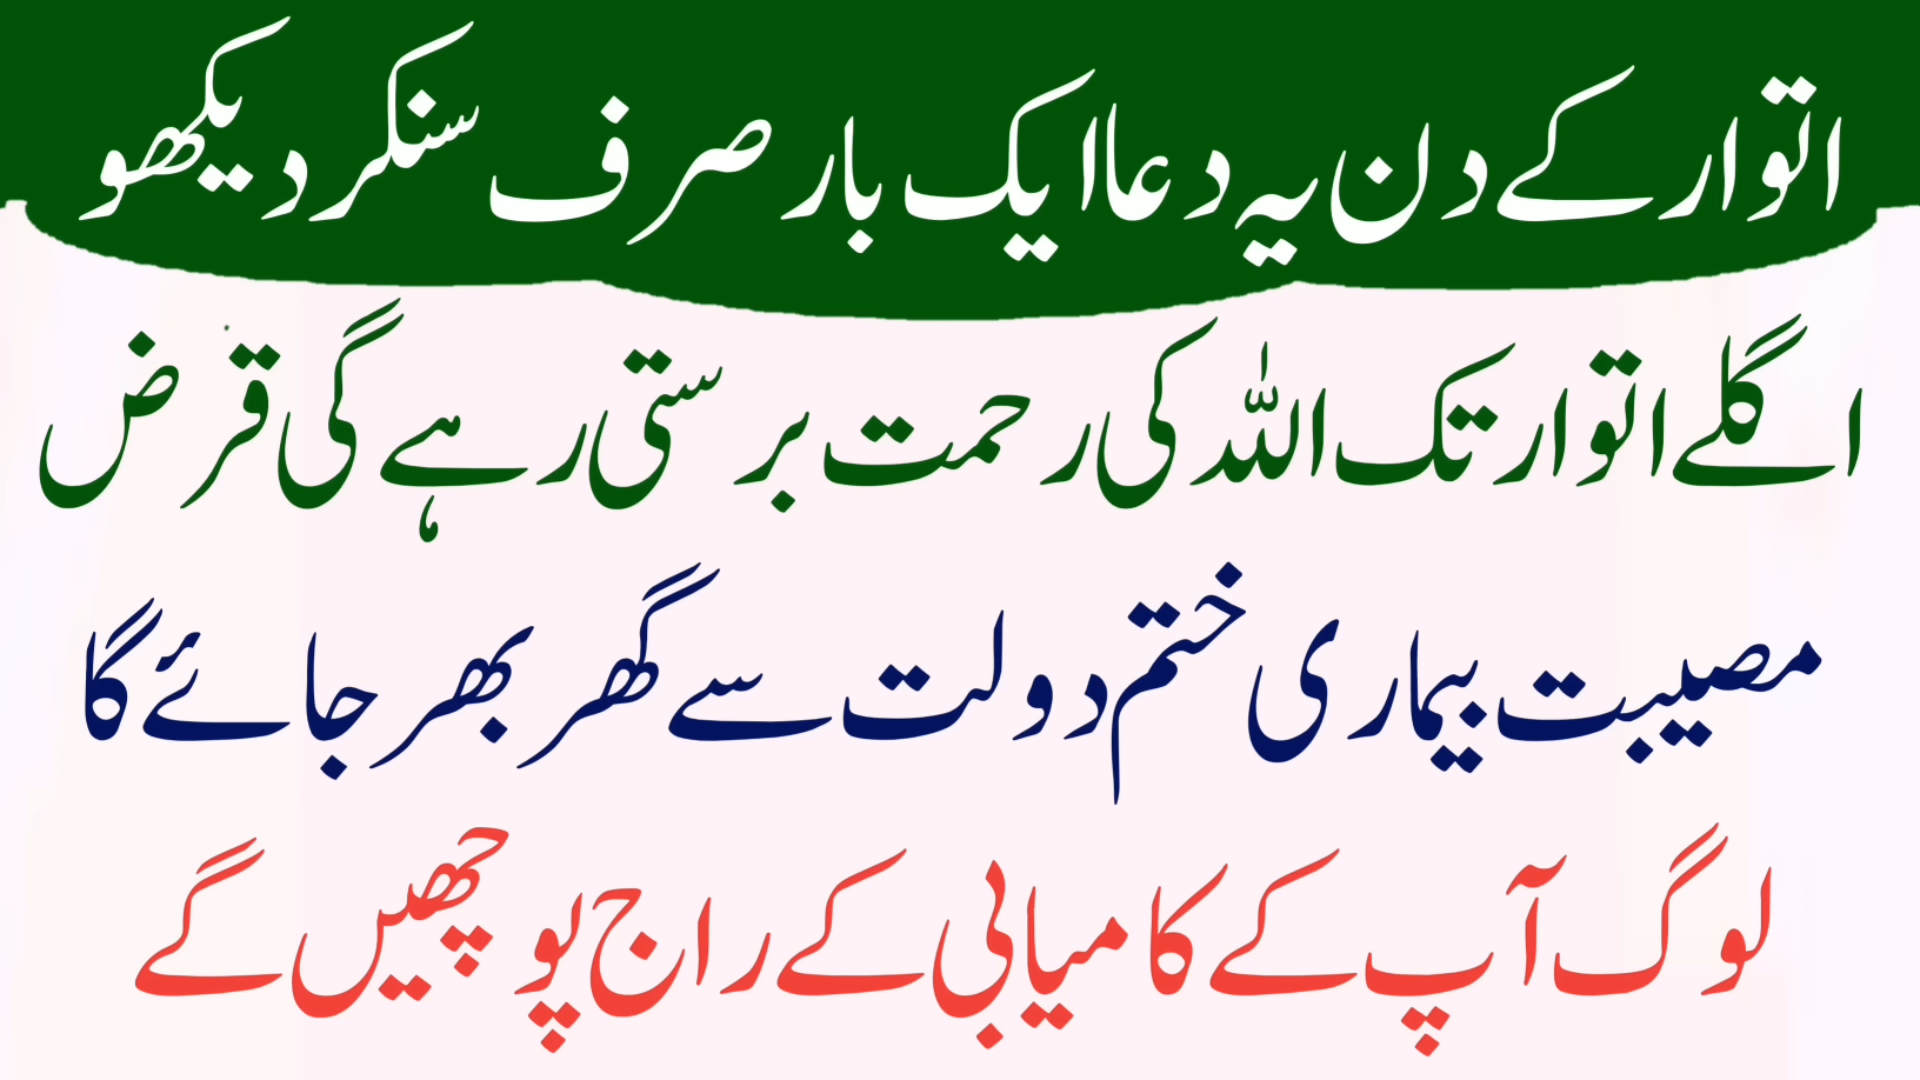 اتوار کے دن یہ دعا ایک بار صرف سنکر دیکھو
اگلے اتوار تک اللہ کی رحمت برستی رہے گی قرض
مصیبت بیماری ختم دولت سے گھر بھر جائے گا
لوگ آپ کے کامیابی کے راج پوچھیں گے